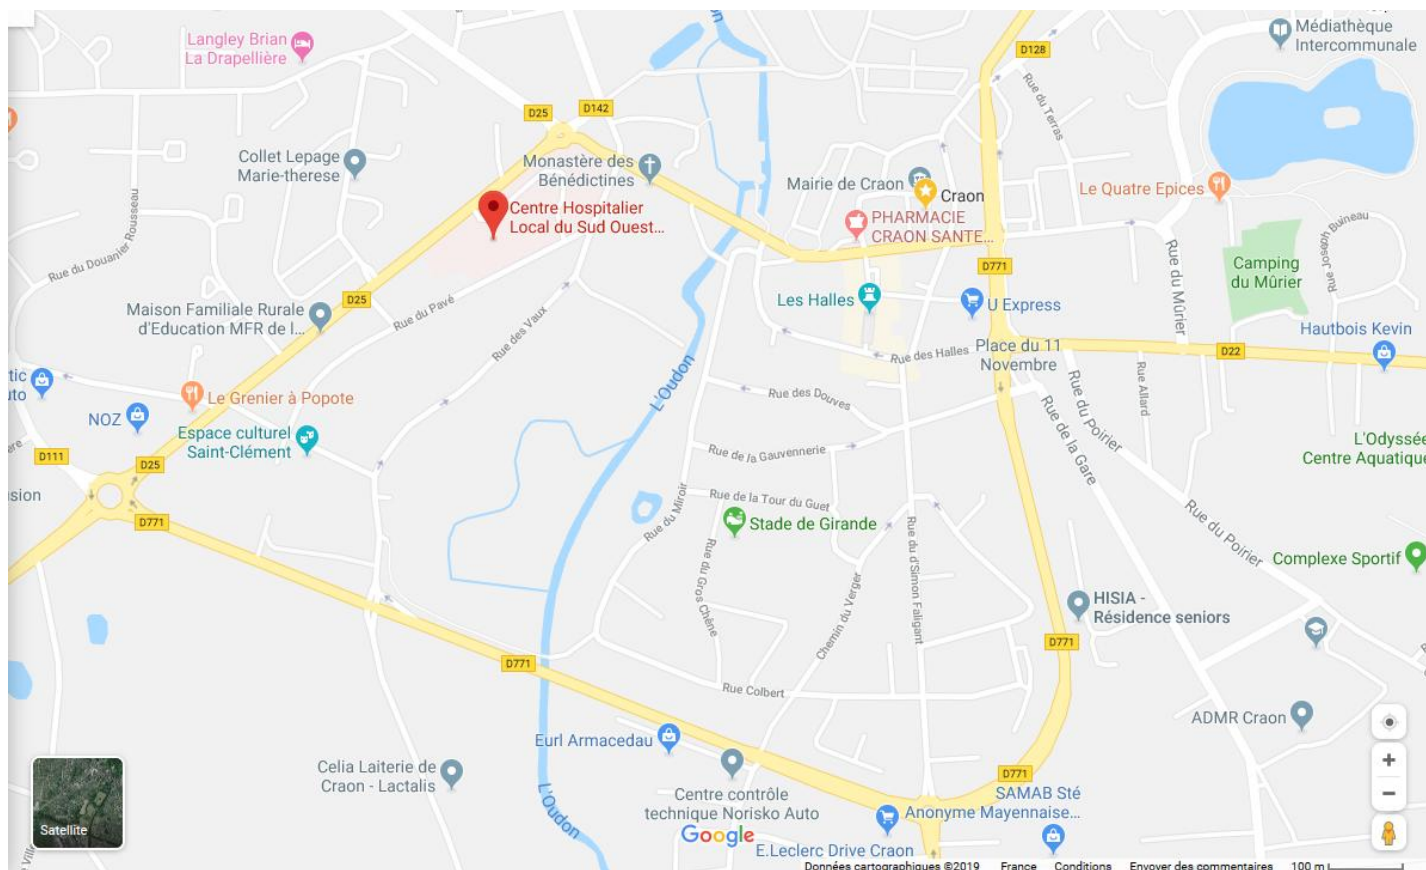 Médiathèque
Intercommunale
Langley Brian
La Drapellière
D128
D25
D142
Rue du Terras
Collet Lepage
Marie-therese
Monastère des
Bénédictines
Mairie de Craon
Craon
Le Quatre Epices
Centre Hospitalier
Local du Sud Ouest...
PHARMACIE
CRAON SANTE...
Rue du Douanier Rousseau
Rue du Mûrier
Rue Joseph Buineau
D771
Camping
du Mûrier
D25
Maison Familiale Rurale
d'Education MFR de l...
Rue du Pavé
Rue des Vaux
Les Halles
U Express
Hautbois Kevin
Place du 11
Novembre
Rue des Halles
D22
tic
uto
Le Grenier à Popote
L'Oudon
Rue des Douves
Rue Allard
Rue du Poirier
NOZ
Espace culturel
Saint-Clément
Rue de la Gare
L'Odyssée
Centre Aquatique
ère
D111
D25
Rue de la Gauvennerie
sion
D771
Rue du Miroir
Rue de la Tour du Guet
Stade de Girande
Rue du Poirier
Rue du Gros Chêne
Rue du d'Simon Faligant
Complexe Sportif
Chemin du Verger
HISIA -
Résidence seniors
D771
D771
Rue Colbert
ADMR Craon
Eurl Armacedau
Celia Laiterie de
Craon - Lactalis
D771
L'Oudon
Centre contrôle
technique Norisko Auto
SAMAB Sté
Anonyme Mayennaise...
Satellite
Google
E.Leclerc Drive Craon
Données cartographiques ©2019 France Conditions Envoyer des commentaires 100 m